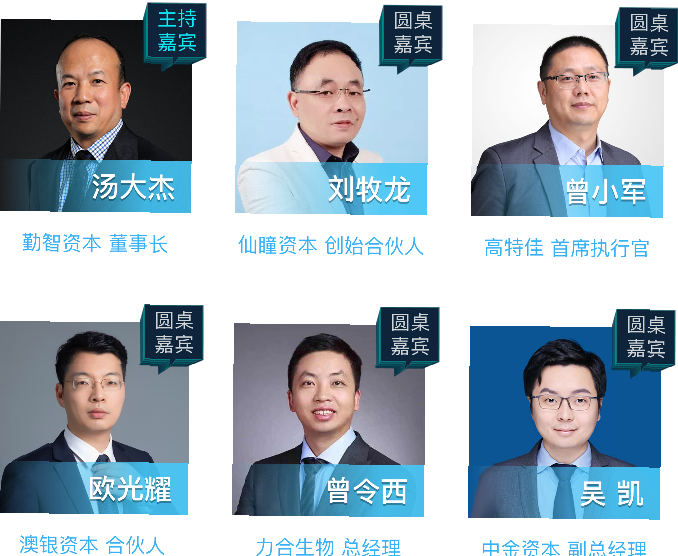 主持
嘉宾
汤大杰
勤智资本 董事长
圆桌
嘉宾
刘牧龙
仙瞳资本 创始合伙人
圆桌
嘉宾
曾小军
高特佳 首席执行官
圆桌
嘉宾
欧光耀
澳银资本 合伙人
圆桌
嘉宾
曾令西
力合生物 总经理
圆桌
嘉宾
吴 凯
中金资本 副总经理